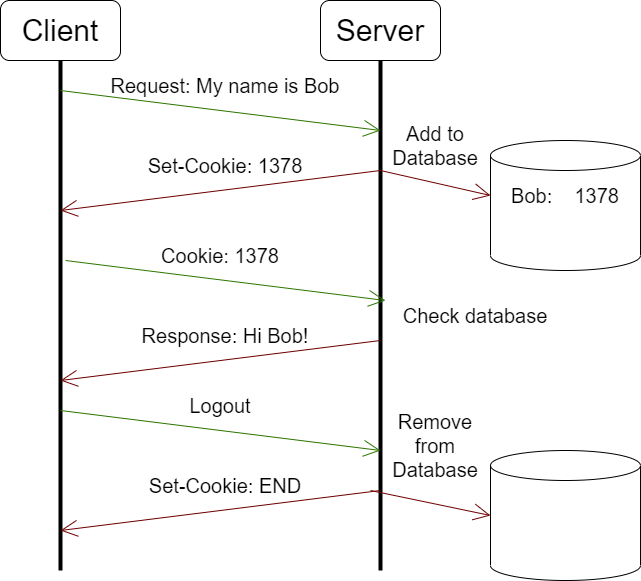 Client
Server
Request: My name is Bob
Add to
Database
Set-Cookie: 1378
Bob: 1378
Cookie: 1378
Check database
Response: Hi Bob!
Logout
Remove
from
Database
Set-Cookie: END